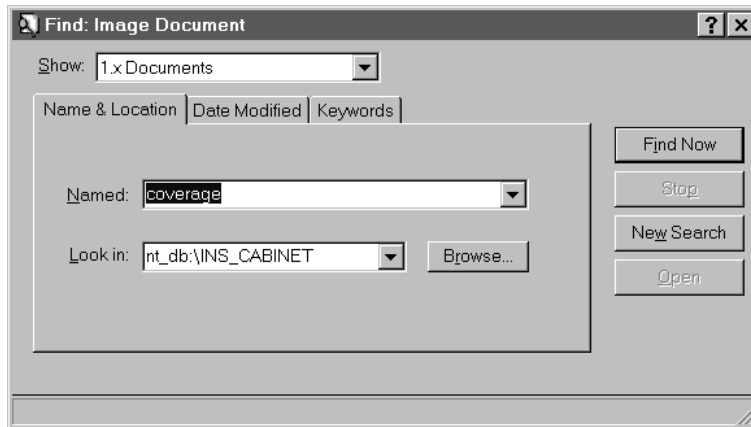 Find: Image Document
Show: 1.x Documents
Name & Location Date Modified Keywords
Named: coverage
Look in: nt_db:\INS_CABINET Browse...
Find Now
Stop
New Search
Open